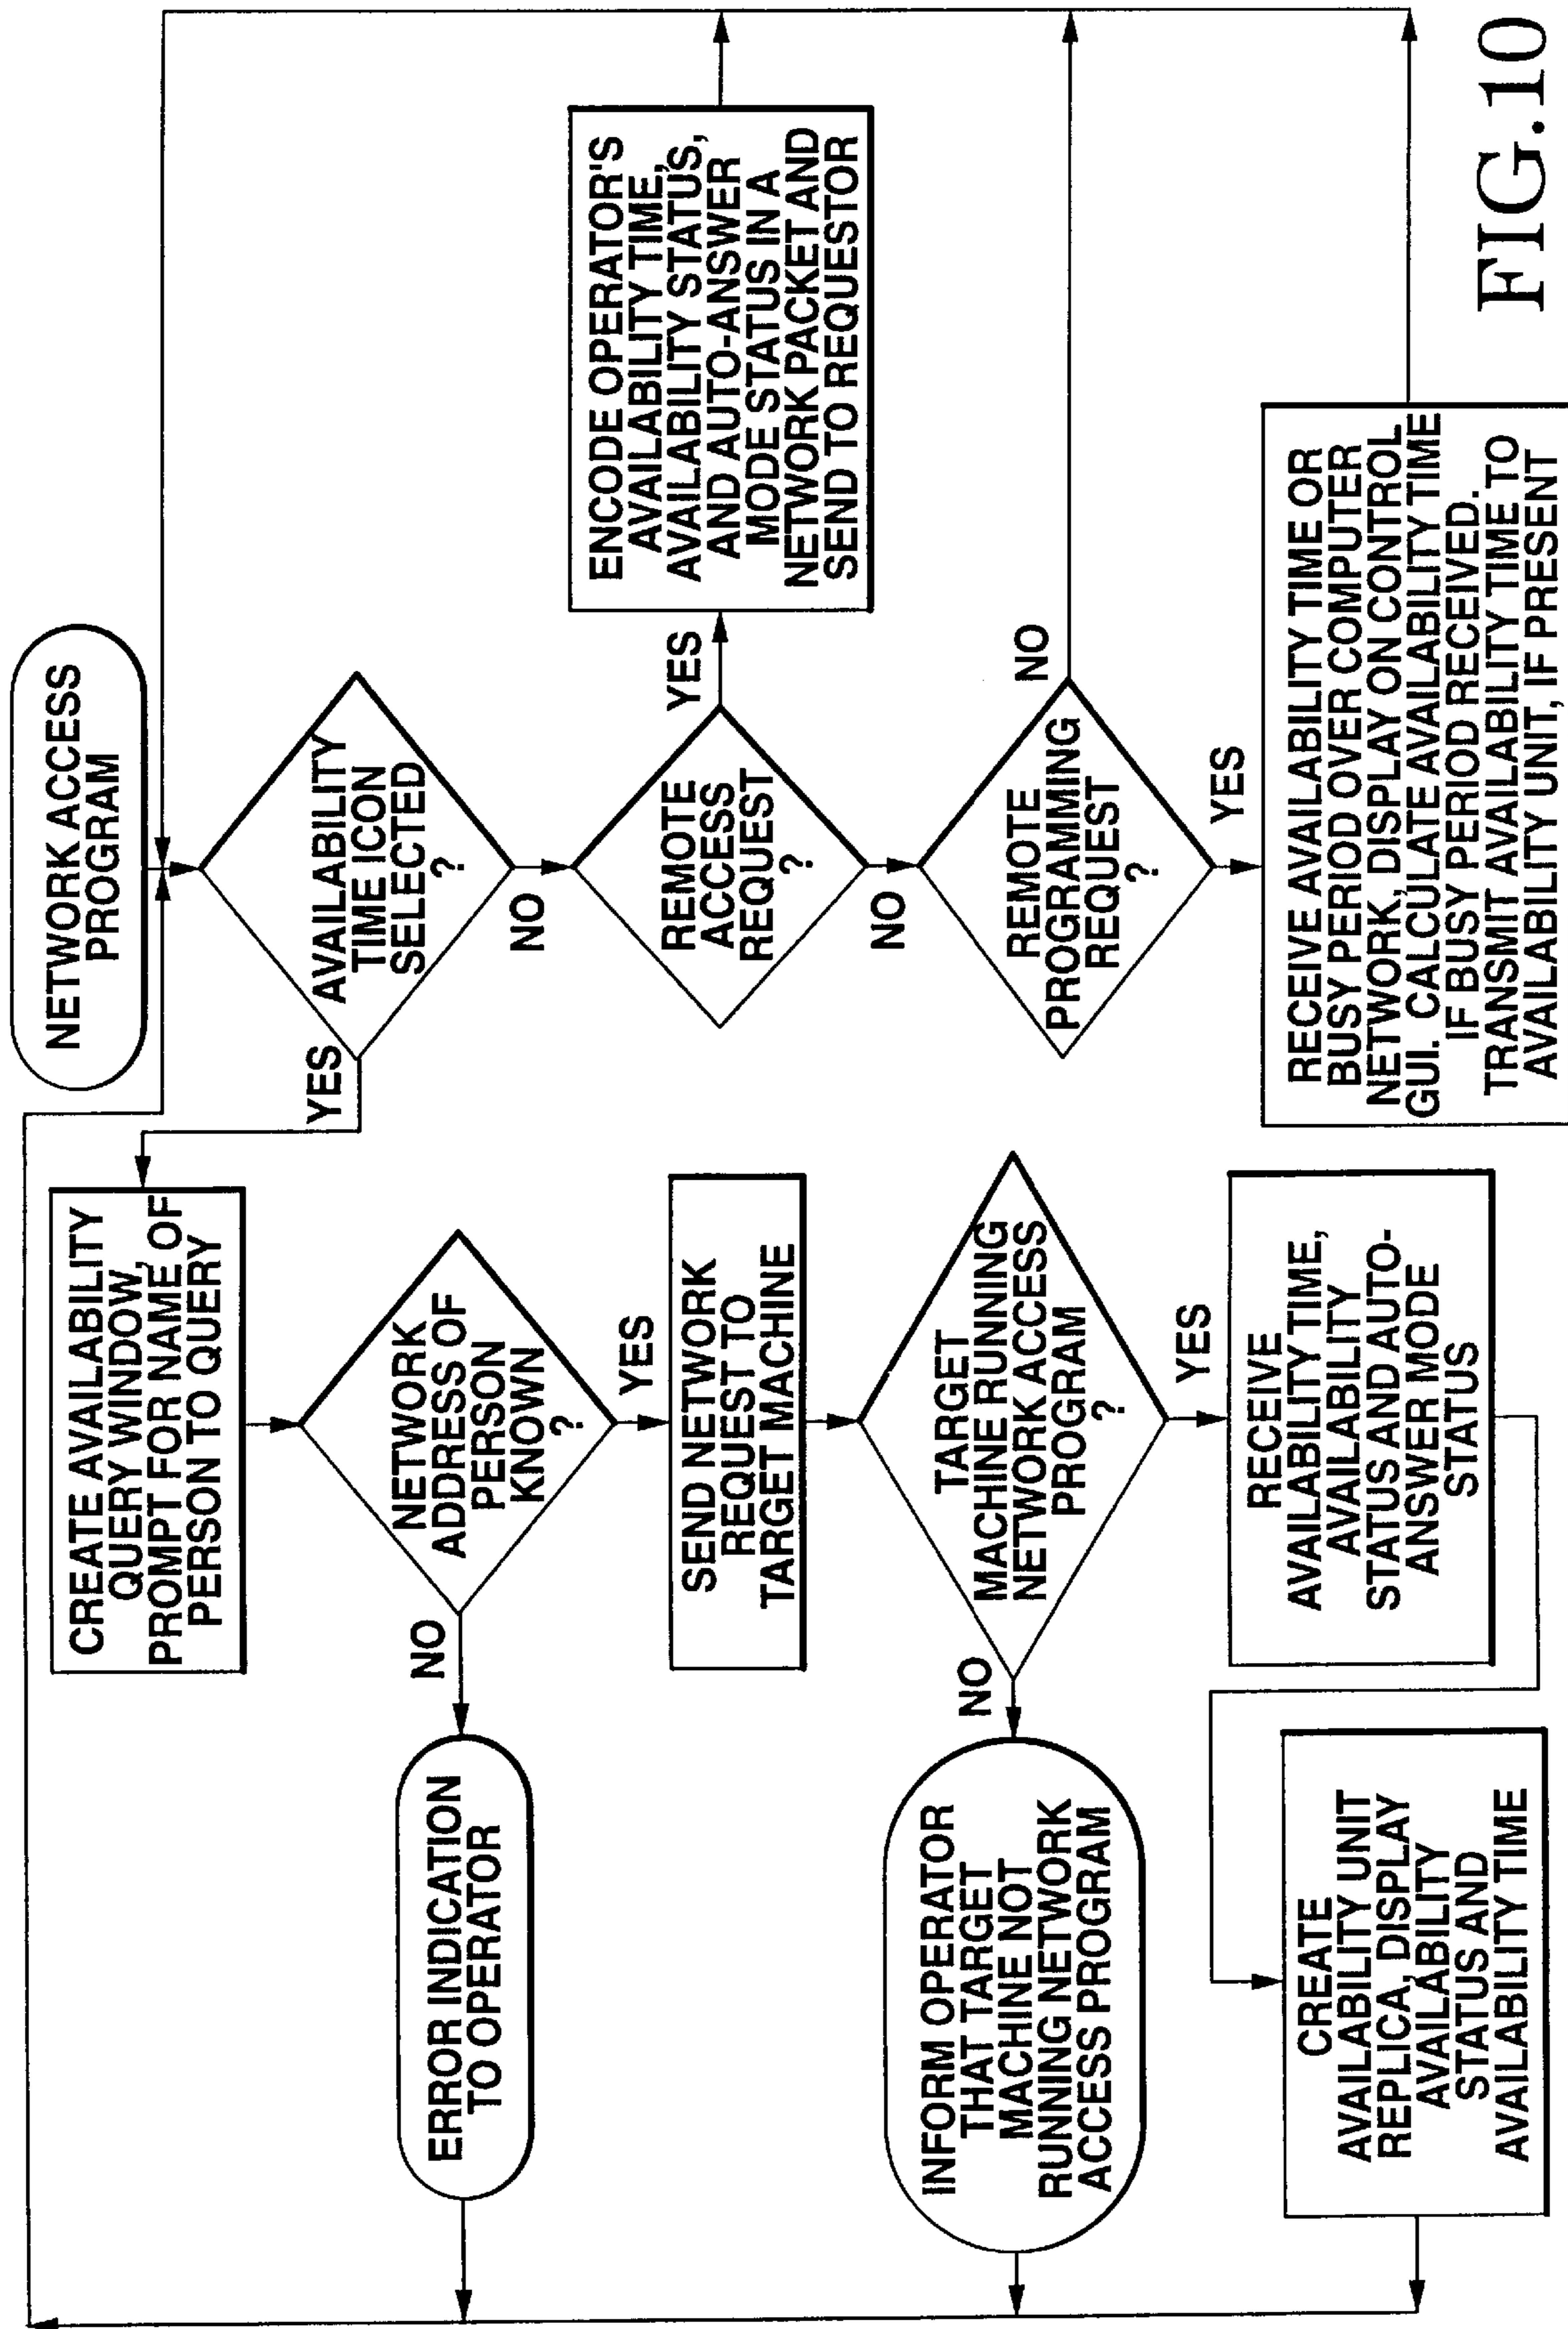 NETWORK ACCESS
PROGRAM
AVAILABILITY
TIME ICON
SELECTED
?
YES
NO
CREATE AVAILABILITY
QUERY WINDOW,
PROMPT FOR NAME OF
PERSON TO QUERY
NETWORK
ADDRESS OF
PERSON
KNOWN
?
NO
YES
ERROR INDICATION
TO OPERATOR
SEND NETWORK
REQUEST TO
TARGET MACHINE
TARGET
MACHINE RUNNING
NETWORK ACCESS
PROGRAM
?
NO
YES
INFORM OPERATOR
THAT TARGET
MACHINE NOT
RUNNING NETWORK
ACCESS PROGRAM
RECEIVE
AVAILABILITY TIME,
AVAILABILITY
STATUS AND AUTO-
ANSWER MODE
STATUS
CREATE
AVAILABILITY UNIT
REPLICA, DISPLAY
AVAILABILITY
STATUS AND
AVAILABILITY TIME
REMOTE
ACCESS
REQUEST
?
YES
NO
ENCODE OPERATOR'S
AVAILABILITY TIME,
AVAILABILITY STATUS,
AND AUTO-ANSWER
MODE STATUS IN A
NETWORK PACKET AND
SEND TO REQUESTOR
REMOTE
PROGRAMMING
REQUEST
?
NO
YES
RECEIVE AVAILABILITY TIME OR
BUSY PERIOD OVER COMPUTER
NETWORK, DISPLAY ON CONTROL
GUI. CALCULATE AVAILABILITY TIME
IF BUSY PERIOD RECEIVED.
TRANSMIT AVAILABILITY TIME TO
AVAILABILITY UNIT, IF PRESENT
FIG.10